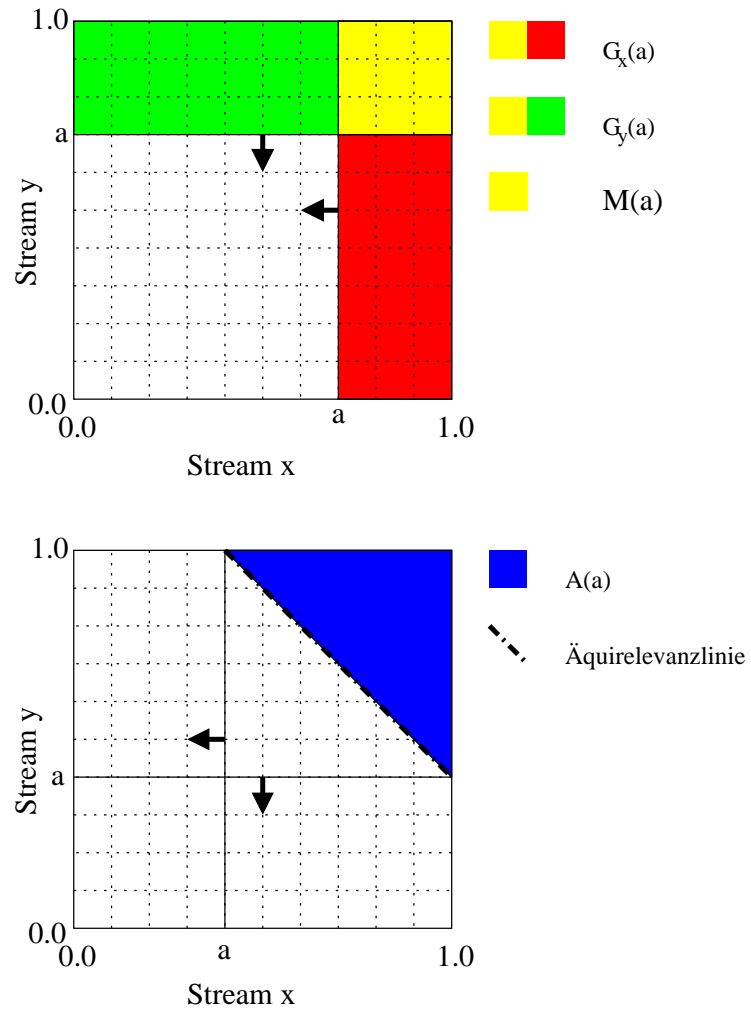 1.0
a
Stream y
0.0
0.0
a
1.0
Stream x
Gx(a)
Gy(a)
M(a)
1.0
a
Stream y
0.0
0.0
a
1.0
Stream x
A(a)
Äquirelevanzlinie